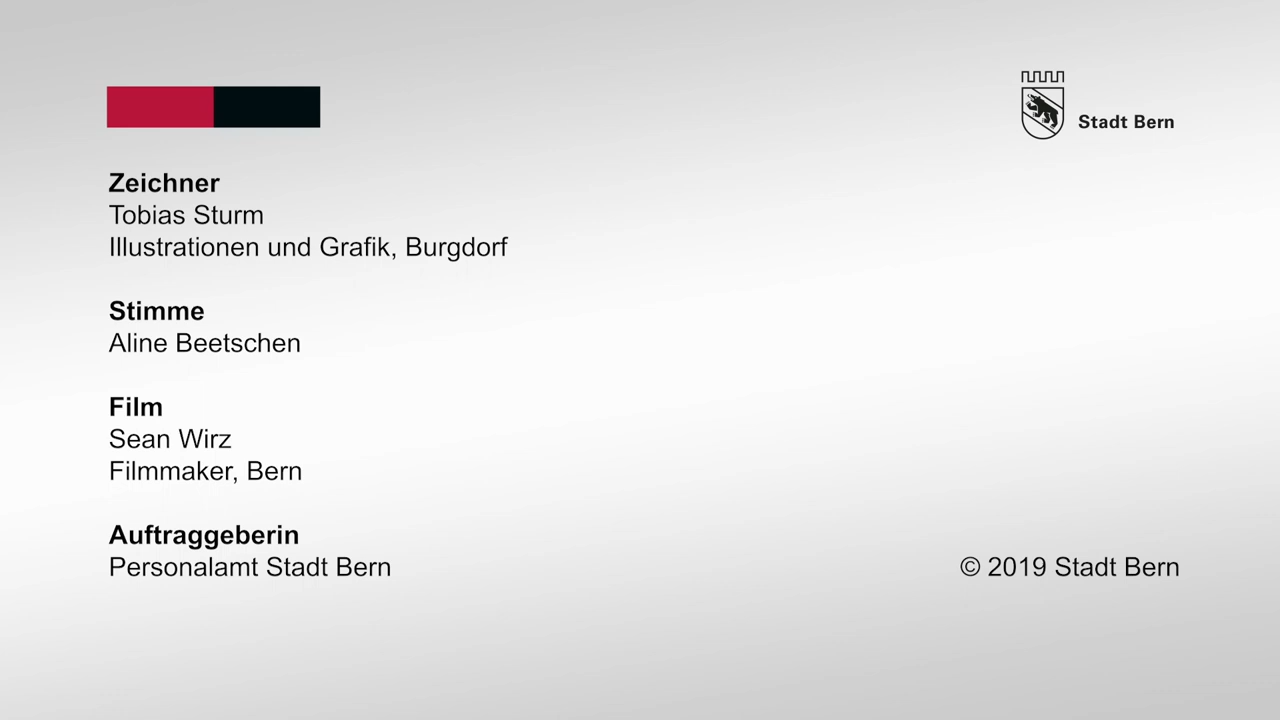 Stadt Bern
Zeichner
Tobias Sturm
Illustrationen und Grafik, Burgdorf
Stimme
Aline Beetschen
Film
Sean Wirz
Filmmaker, Bern
Auftraggeberin
Personalamt Stadt Bern
© 2019 Stadt Bern